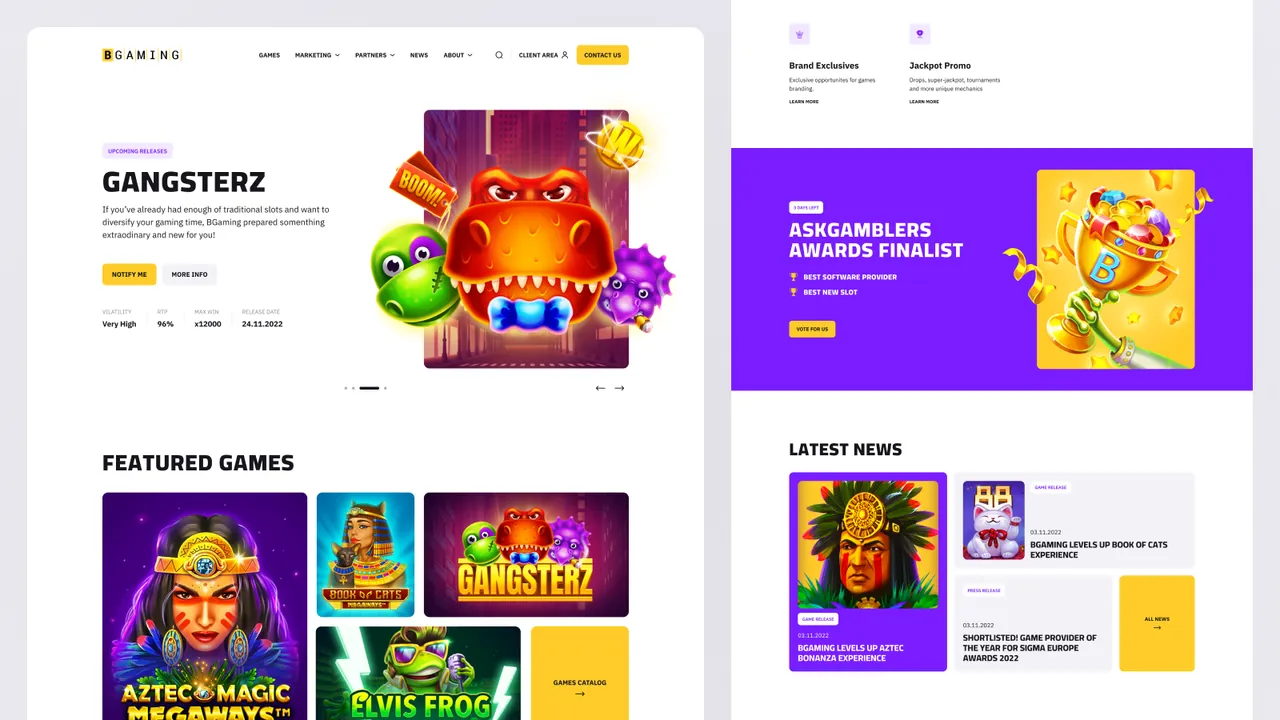 BGAMING
GAMES MARKETING PARTNERS NEWS ABOUT CLIENT AREA CONTACT US
UPCOMING RELEASES
GANGSTERZ
If you've already had enough of traditional slots and want to
diversify your gaming time, BGaming prepared somenthing
extraodinary and new for you!
NOTIFY ME MORE INFO
VILATILITY RTP MAX WIN RELEASE DATE
Very High 96% x12000 24.11.2022
BOOM!
W
FEATURED GAMES
AZTEC MAGIC
MEGAWAYS™
BOOK OF CATS
MEGAWAYS™
GANGSTERZ
ELVIS FROG
GAMES CATALOG
Brand Exclusives
Exclusive opportunites for games
branding.
LEARN MORE
Jackpot Promo
Drops, super-jackpot, tournaments
and more unique mechanics
LEARN MORE
3 DAYS LEFT
ASKGAMBLERS
AWARDS FINALIST
BEST SOFTWARE PROVIDER
BEST NEW SLOT
VOTE FOR US
B
LATEST NEWS
GAME RELEASE
03.11.2022
BGAMING LEVELS UP AZTEC
BONANZA EXPERIENCE
GAME RELEASE
03.11.2022
BGAMING LEVELS UP BOOK OF CATS
EXPERIENCE
PRESS RELEASE
03.11.2022
SHORTLISTED! GAME PROVIDER OF
THE YEAR FOR SIGMA EUROPE
AWARDS 2022
ALL NEWS